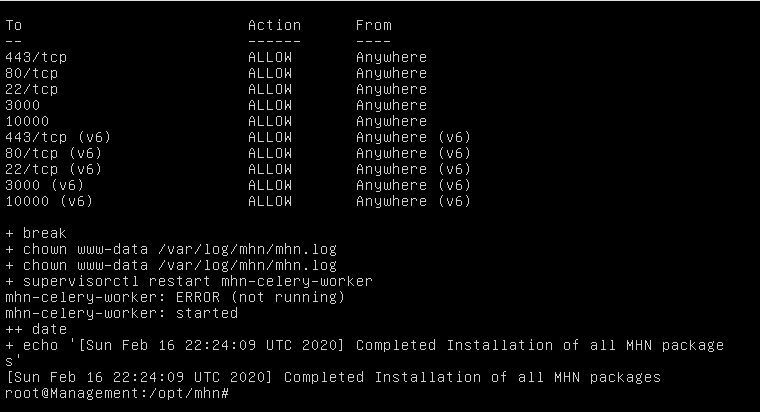 To                         Action      From
--                         ------      ----
443/tcp                    ALLOW       Anywhere
80/tcp                     ALLOW       Anywhere
22/tcp                     ALLOW       Anywhere
3000                       ALLOW       Anywhere
10000                      ALLOW       Anywhere
443/tcp (v6)               ALLOW       Anywhere (v6)
80/tcp (v6)                ALLOW       Anywhere (v6)
22/tcp (v6)                ALLOW       Anywhere (v6)
3000 (v6)                  ALLOW       Anywhere (v6)
10000 (v6)                 ALLOW       Anywhere (v6)
+ break
+ chown www-data /var/log/mhn/mhn.log
+ chown www-data /var/log/mhn/mhn.log
+ supervisorctl restart mhn-celery-worker
mhn-celery-worker: ERROR (not running)
mhn-celery-worker: started
++ date
+ echo '[Sun Feb 16 22:24:09 UTC 2020] Completed Installation of all MHN package
s'
[Sun Feb 16 22:24:09 UTC 2020] Completed Installation of all MHN packages
root@Management:/opt/mhn#